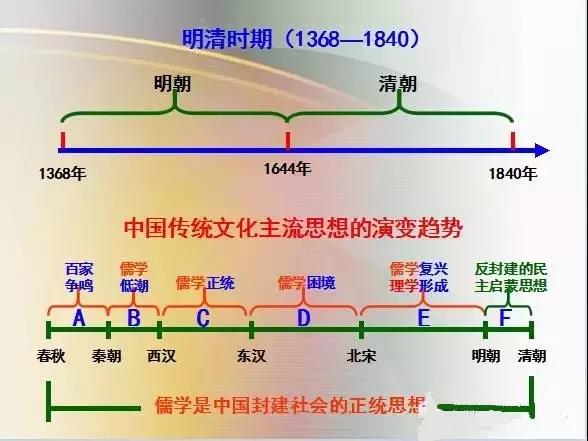 明清时期（1368—1840）
明朝 清朝
1368年 1644年 1840年
中国传统文化主流思想的演变趋势
百家 儒学 儒学正统 儒学困境 儒学复兴 反封建的民
争鸣 低潮 理学形成 主启蒙思想
A B C D E F
春秋 秦朝 西汉 东汉 北宋 明朝 清朝
儒学是中国封建社会的正统思想